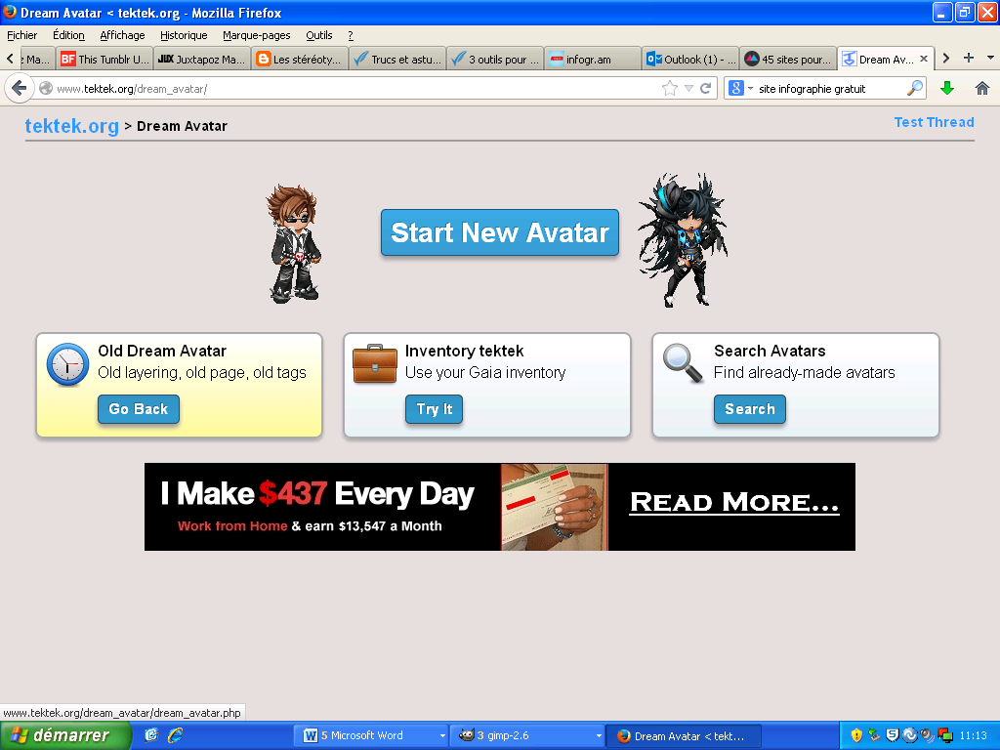 Dream Avatar < tektek.org - Mozilla Firefox
Fichier Édition Affichage Historique Marque-pages Outils ?
z Ma... BF This Tumblr U... JUX Juxtapoz Ma... Les stéréoty... Trucs et astu... 3 outils pour ... infogr.am Outlook (1) - ... 45 sites pour... Dream Av...
www.tektek.org/dream_avatar/ site infographie gratuit
tektek.org > Dream Avatar
Test Thread
Start New Avatar
Old Dream Avatar
Old layering, old page, old tags
Go Back
Inventory tektek
Use your Gaia inventory
Try It
Search Avatars
Find already-made avatars
Search
I Make $437 Every Day
Work from Home & earn $13,547 a Month
Read More...
www.tektek.org/dream_avatar/dream_avatar.php
démarrer 5 Microsoft Word 3 gimp-2.6 Dream Avatar < tekt... 11:13